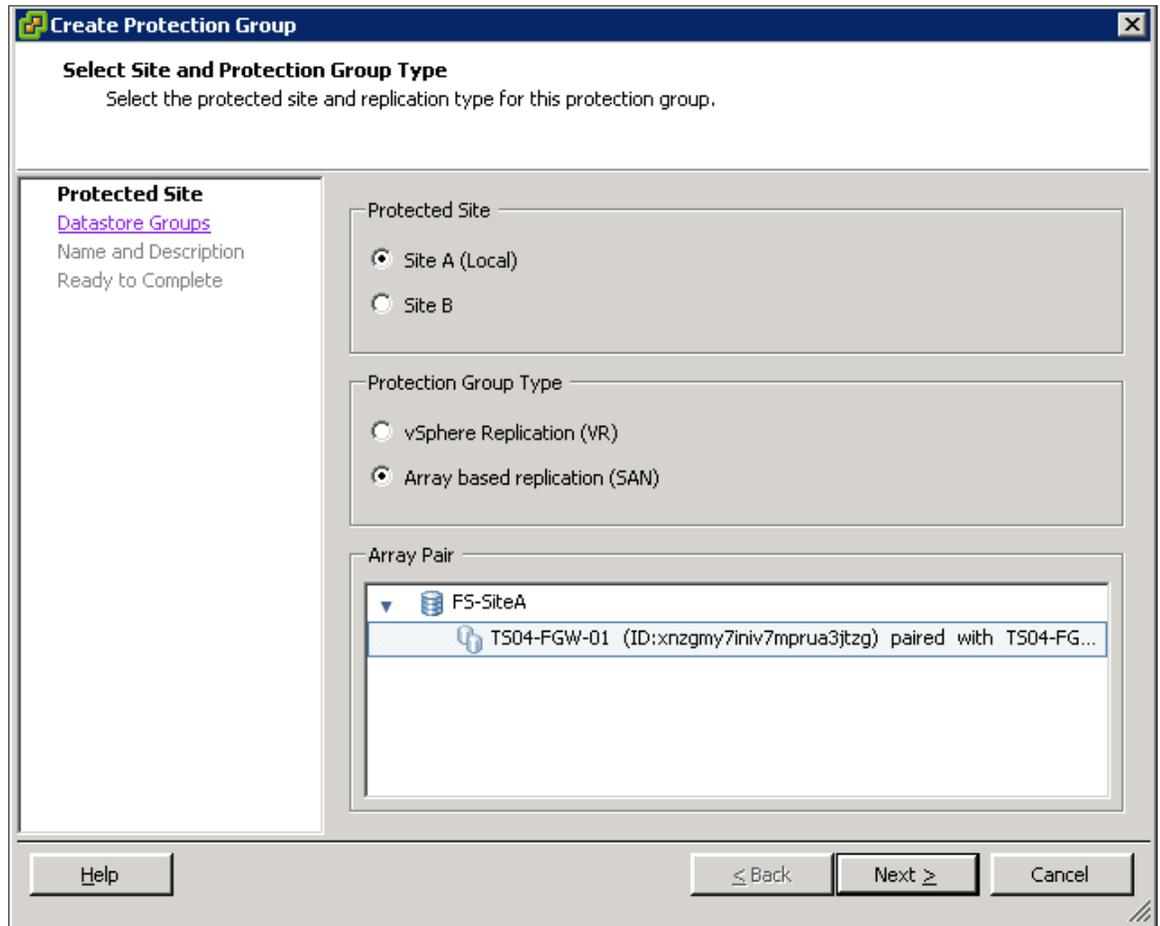 Create Protection Group
Select Site and Protection Group Type
Select the protected site and replication type for this protection group.
Protected Site
Datastore Groups
Name and Description
Ready to Complete
Protected Site
Site A (Local)
Site B
Protection Group Type
vSphere Replication (VR)
Array based replication (SAN)
Array Pair
FS-SiteA
TS04-FGW-01 (ID:xnzgmy7iniv7mprua3jtzg) paired with TS04-FG...
Help
< Back
Next >
Cancel